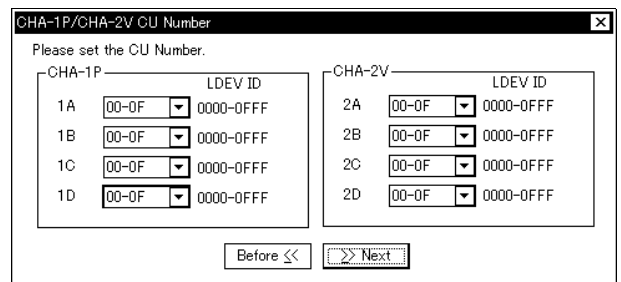 CHA-1P/CHA-2V CU Number
Please set the CU Number.
CHA-1P
LDEV ID
1A 00-0F 0000-0FFF
1B 00-0F 0000-0FFF
1C 00-0F 0000-0FFF
1D 00-0F 0000-0FFF
CHA-2V
LDEV ID
2A 00-0F 0000-0FFF
2B 00-0F 0000-0FFF
2C 00-0F 0000-0FFF
2D 00-0F 0000-0FFF
Before << >> Next